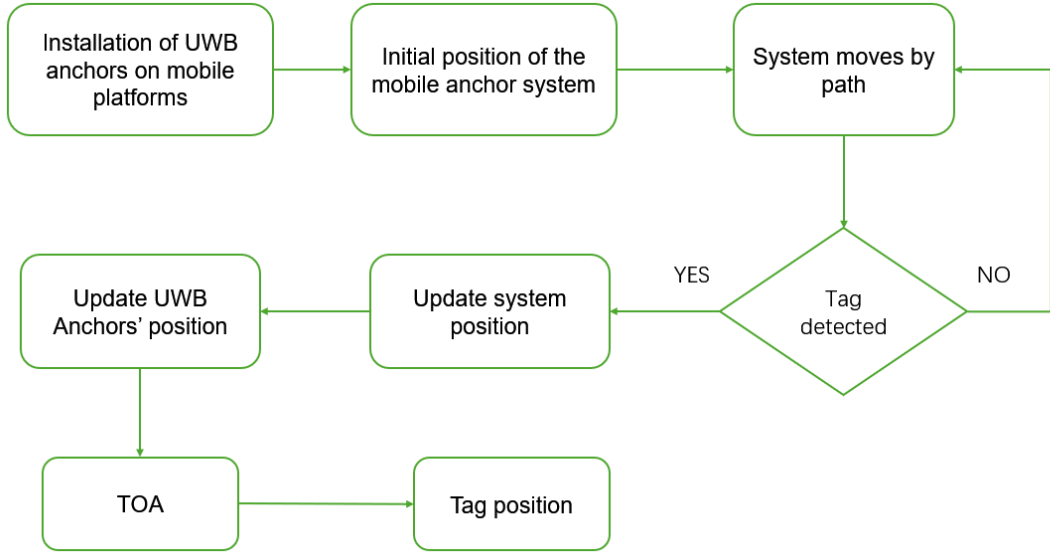 Installation of UWB
anchors on mobile
platforms
Initial position of the
mobile anchor system
System moves by
path
YES
NO
Tag
detected
Update system
position
Update UWB
Anchors’ position
TOA
Tag position